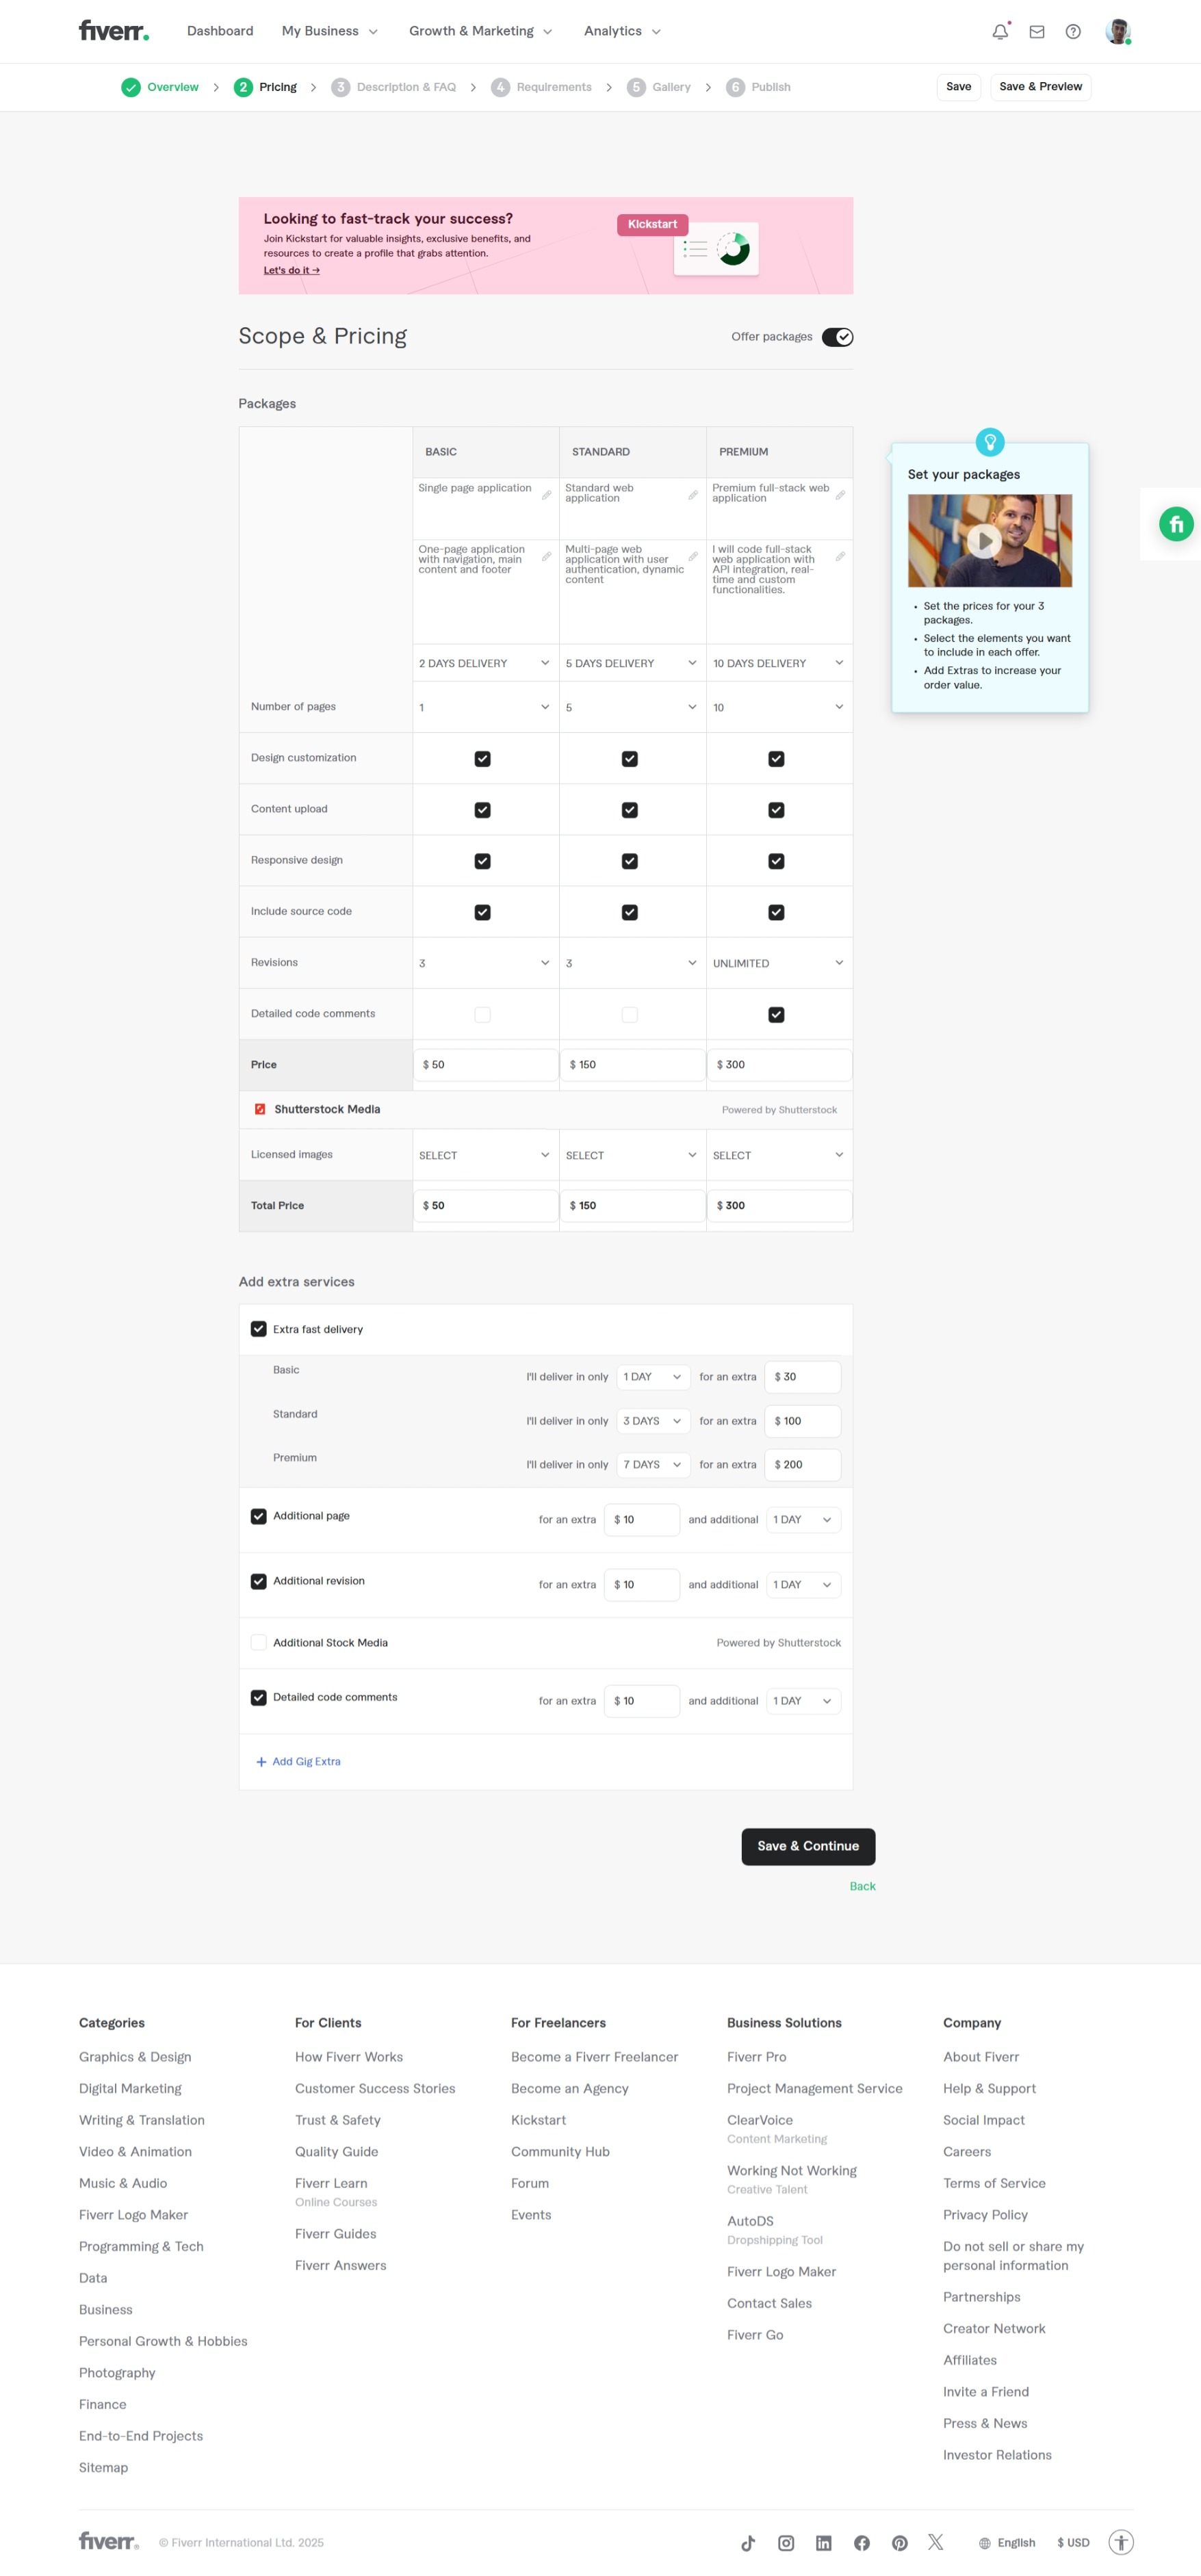 fiverr.
Dashboard
My Business
Growth & Marketing
Analytics
Overview
2 Pricing
3 Description & FAQ
4 Requirements
5 Gallery
6 Publish
Save
Save & Preview
Looking to fast-track your success?
Join Kickstart for valuable insights, exclusive benefits, and
resources to create a profile that grabs attention.
Let's do it →
Kickstart
Scope & Pricing
Offer packages
Packages
BASIC
STANDARD
PREMIUM
Single page application
Standard web
application
Premium full-stack web
application
One-page application
with navigation, main
content and footer
Multi-page web
application with user
authentication, dynamic
content
I will code full-stack
web application with
API integration, real-
time and custom
functionalities.
2 DAYS DELIVERY
5 DAYS DELIVERY
10 DAYS DELIVERY
Number of pages
1
5
10
Design customization
Content upload
Responsive design
Include source code
Revisions
3
3
UNLIMITED
Detailed code comments
Price
$ 50
$ 150
$ 300
Shutterstock Media
Powered by Shutterstock
Licensed images
SELECT
SELECT
SELECT
Total Price
$ 50
$ 150
$ 300
Set your packages
Set the prices for your 3
packages.
Select the elements you want
to include in each offer.
Add Extras to increase your
order value.
fi
Add extra services
Extra fast delivery
Basic
I'll deliver in only 1 DAY for an extra $ 30
Standard
I'll deliver in only 3 DAYS for an extra $ 100
Premium
I'll deliver in only 7 DAYS for an extra $ 200
Additional page
for an extra $ 10 and additional 1 DAY
Additional revision
for an extra $ 10 and additional 1 DAY
Additional Stock Media
Powered by Shutterstock
Detailed code comments
for an extra $ 10 and additional 1 DAY
+ Add Gig Extra
Save & Continue
Back
Categories
Graphics & Design
Digital Marketing
Writing & Translation
Video & Animation
Music & Audio
Fiverr Logo Maker
Programming & Tech
Data
Business
Personal Growth & Hobbies
Photography
Finance
End-to-End Projects
Sitemap
For Clients
How Fiverr Works
Customer Success Stories
Trust & Safety
Quality Guide
Fiverr Learn
Online Courses
Fiverr Guides
Fiverr Answers
For Freelancers
Become a Fiverr Freelancer
Become an Agency
Kickstart
Community Hub
Forum
Events
Business Solutions
Fiverr Pro
Project Management Service
ClearVoice
Content Marketing
Working Not Working
Creative Talent
AutoDS
Dropshipping Tool
Fiverr Logo Maker
Contact Sales
Fiverr Go
Company
About Fiverr
Help & Support
Social Impact
Careers
Terms of Service
Privacy Policy
Do not sell or share my
personal information
Partnerships
Creator Network
Affiliates
Invite a Friend
Press & News
Investor Relations
fiverr.
© Fiverr International Ltd. 2025
English
$ USD